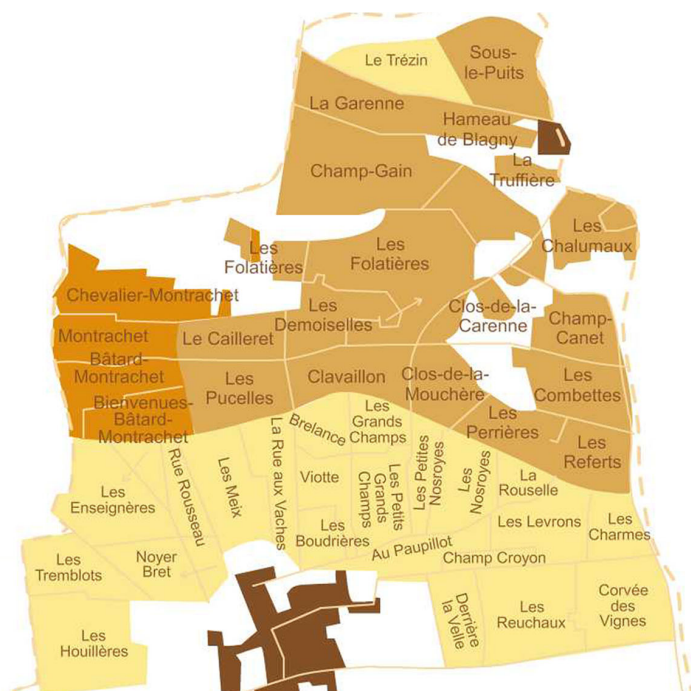 Le Trézin
Sous-
le-Puits
La Garenne
Hameau
de Blagny
La
Truffière
Champ-Gain
Les
Chalumaux
Les
Folatières
Les
Folatières
Chevalier-Montrachet
Les
Demoiselles
Clos-de-la-
Carenne
Champ-
Canet
Montrachet
Le Cailleret
Bâtard-
Montrachet
Les
Pucelles
Clavaillon
Clos-de-la-
Mouchère
Les
Combettes
Bienvenues-
Bâtard-
Montrachet
Les
Perrières
Les
Referts
Les
Grands
Champs
Brelance
La Rue aux Vaches
Les Meix
Rue Rousseau
Les
Enseignères
Viotte
Les Petits
Grands
Champs
Les Petites
Nosroyes
Les
Nosroyes
La
Rouselle
Les Levrons
Les
Charmes
Les
Boudrières
Au Paupillot
Champ Croyon
Les
Tremblots
Noyer
Bret
Les
Houillères
Derrière
la Velle
Les
Reuchaux
Corvée
des
Vignes